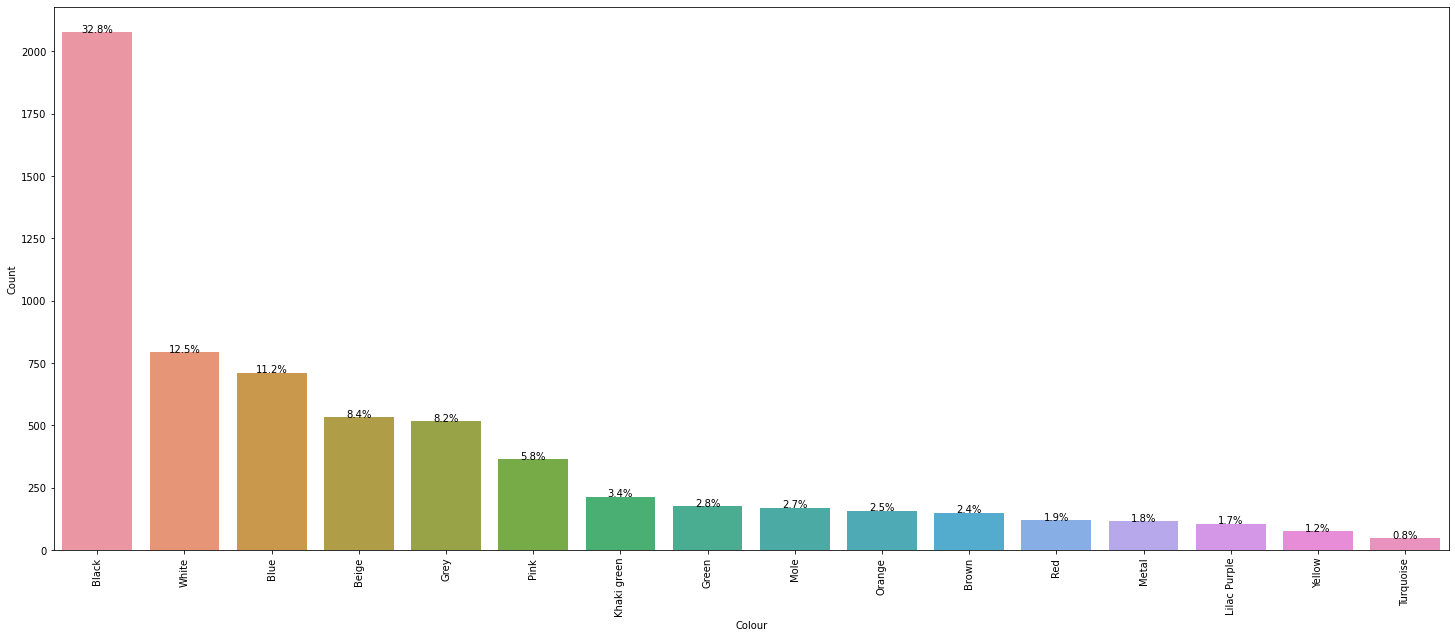 32.8%
2000
1750
1500
1250
1000
Count
750
12.5%
11.2%
8.4%
8.2%
500
5.8%
250
3.4%
2.8%
2.7%
2.5%
2.4%
1.9%
1.8%
1.7%
1.2%
0.8%
0
Black
White
Blue
Beige
Grey
Pink
Khaki green
Green
Mole
Orange
Brown
Red
Metal
Lilac Purple
Yellow
Turquoise
Colour